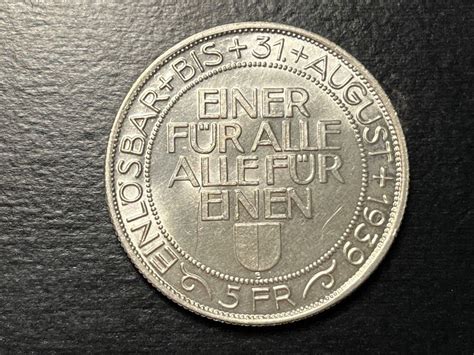 EINLÖSBAR+BIS+31.+AUGUST+1939
EINER
FÜR ALLE
ALLE FÜR
EINEN
5 FR